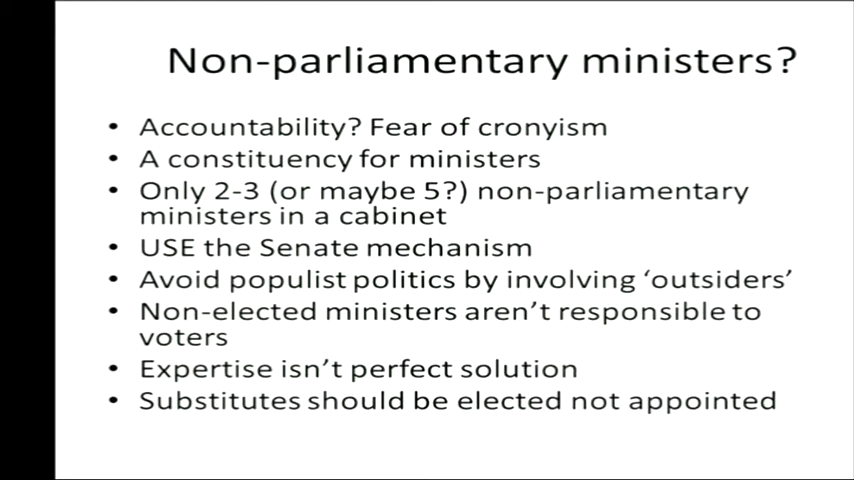 Non-parliamentary ministers?
• Accountability? Fear of cronyism
• A constituency for ministers
• Only 2-3 (or maybe 5?) non-parliamentary
ministers in a cabinet
• USE the Senate mechanism
• Avoid populist politics by involving ‘outsiders’
• Non-elected ministers aren’t responsible to
voters
• Expertise isn’t perfect solution
• Substitutes should be elected not appointed